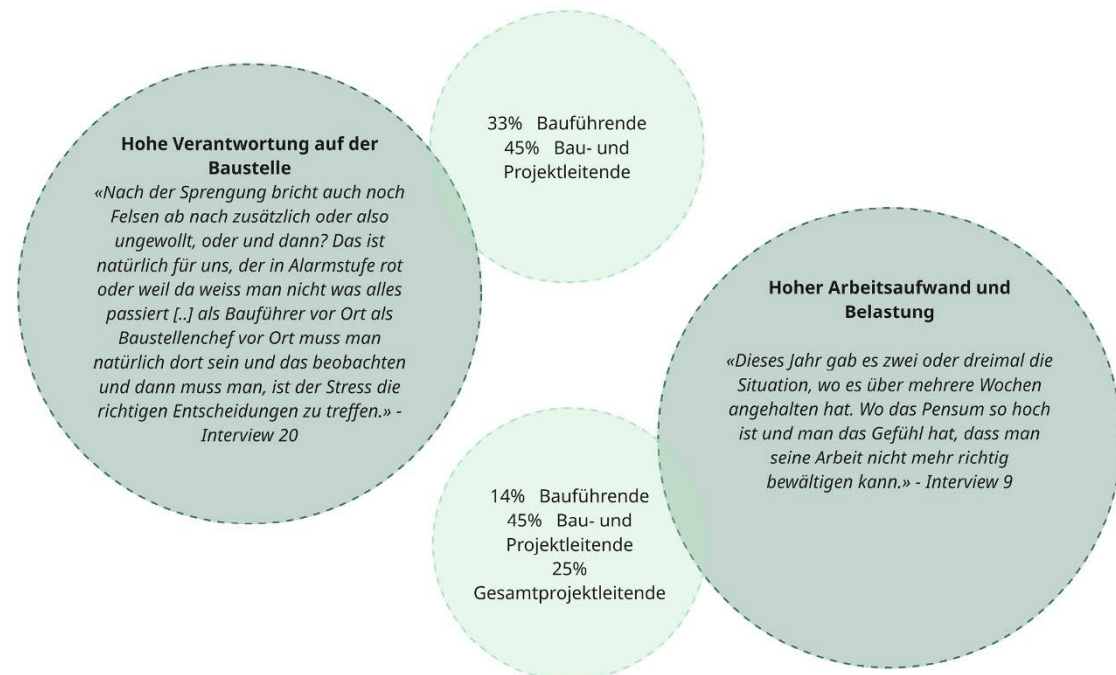 Hohe Verantwortung auf der
Baustelle
«Nach der Sprengung bricht auch noch
Felsen ab nach zusätzlich oder also
ungewollt, oder und dann? Das ist
natürlich für uns, der in Alarmstufe rot
oder weil da weiss man nicht was alles
passiert [..] als Bauführer vor Ort als
Baustellenchef vor Ort muss man
natürlich dort sein und das beobachten
und dann muss man, ist der Stress die
richtigen Entscheidungen zu treffen.» -
Interview 20
33% Bauführende
45% Bau- und
Projektleitende
Hoher Arbeitsaufwand und
Belastung
«Dieses Jahr gab es zwei oder dreimal die
Situation, wo es über mehrere Wochen
angehalten hat. Wo das Pensum so hoch
ist und man das Gefühl hat, dass man
seine Arbeit nicht mehr richtig
bewältigen kann.» - Interview 9
14% Bauführende
45% Bau- und
Projektleitende
25%
Gesamtprojektleitende